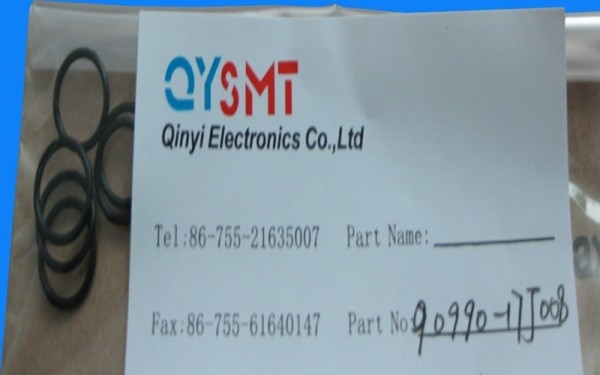 QYSMT
Qinyi Electronics Co.,Ltd
Tel:86-755-21635007 Part Name:
Fax:86-755-61640147 Part No 90990-17J008
QY